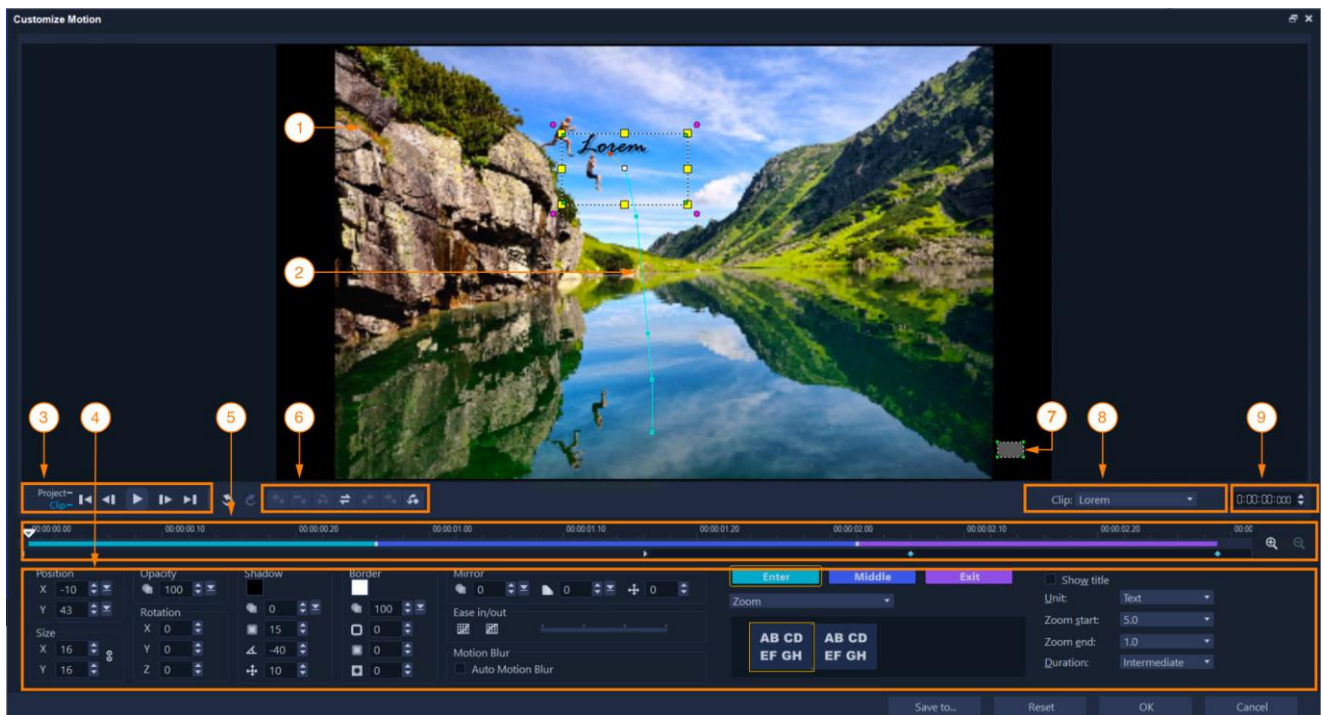 Customize Motion
1
Lorem
2
3 4 5 6 7 8 9
Project
Clip
Clip: Lorem
0:00:00:000
00:00:00.00 00:00:00.10 00:00:00.20 00:00:01.00 00:00:01.10 00:00:01.20 00:00:02.00 00:00:02.10 00:00:02.20 00:00
Position Opacity Shadow Border Mirror Enter Middle Exit Show title
X -10 100 0 0 0 Unit: Text
Y 43 Rotation 0 100 Ease in/out Zoom Zoom start: 5.0
Size X 0 15 0 AB CD AB CD Zoom end: 1.0
X 16 Y 0 -40 0 Motion Blur EF GH EF GH Duration: Intermediate
Y 16 Z 0 10 0 Auto Motion Blur
Save to... Reset OK Cancel